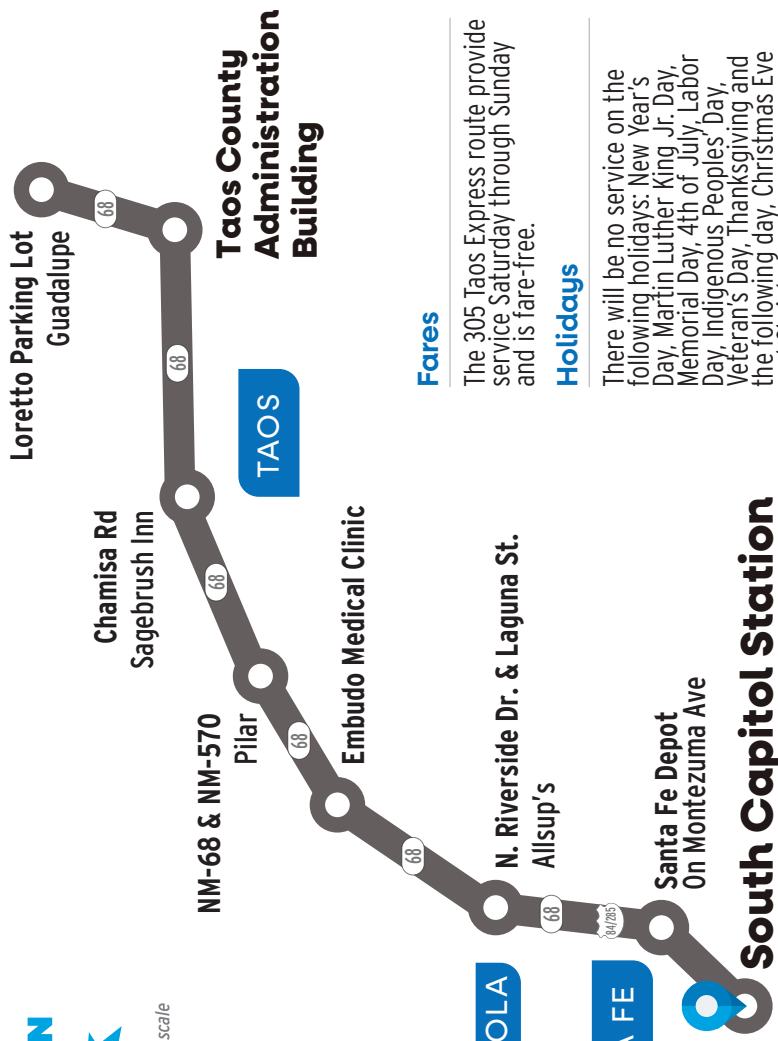 N
scale
Loretto Parking Lot
Guadalupe
68
Taos County
Administration
Building
68
Chamisa Rd
Sagebrush Inn
TAOS
68
NM-68 & NM-570
Pilar
68
Embudo Medical Clinic
68
N. Riverside Dr. & Laguna St.
Allsup's
OLA
68
84/285
A FE
Santa Fe Depot
On Montezuma Ave
South Capitol Station
Fares
The 305 Taos Express route provide
service Saturday through Sunday
and is fare-free.
Holidays
There will be no service on the
following holidays: New Year's
Day, Martin Luther King Jr. Day,
Memorial Day, 4th of July, Labor
Day, Indigenous Peoples' Day,
Veteran's Day, Thanksgiving and
the following day, Christmas Eve